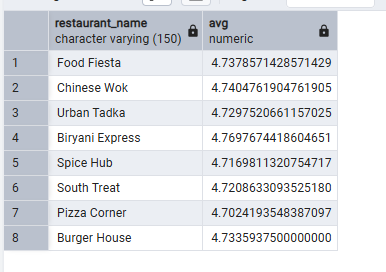 restaurant_name avg
character varying (150) numeric
1 Food Fiesta 4.7378571428571429
2 Chinese Wok 4.7404761904761905
3 Urban Tadka 4.7297520661157025
4 Biryani Express 4.7697674418604651
5 Spice Hub 4.7169811320754717
6 South Treat 4.7208633093525180
7 Pizza Corner 4.7024193548387097
8 Burger House 4.7335937500000000